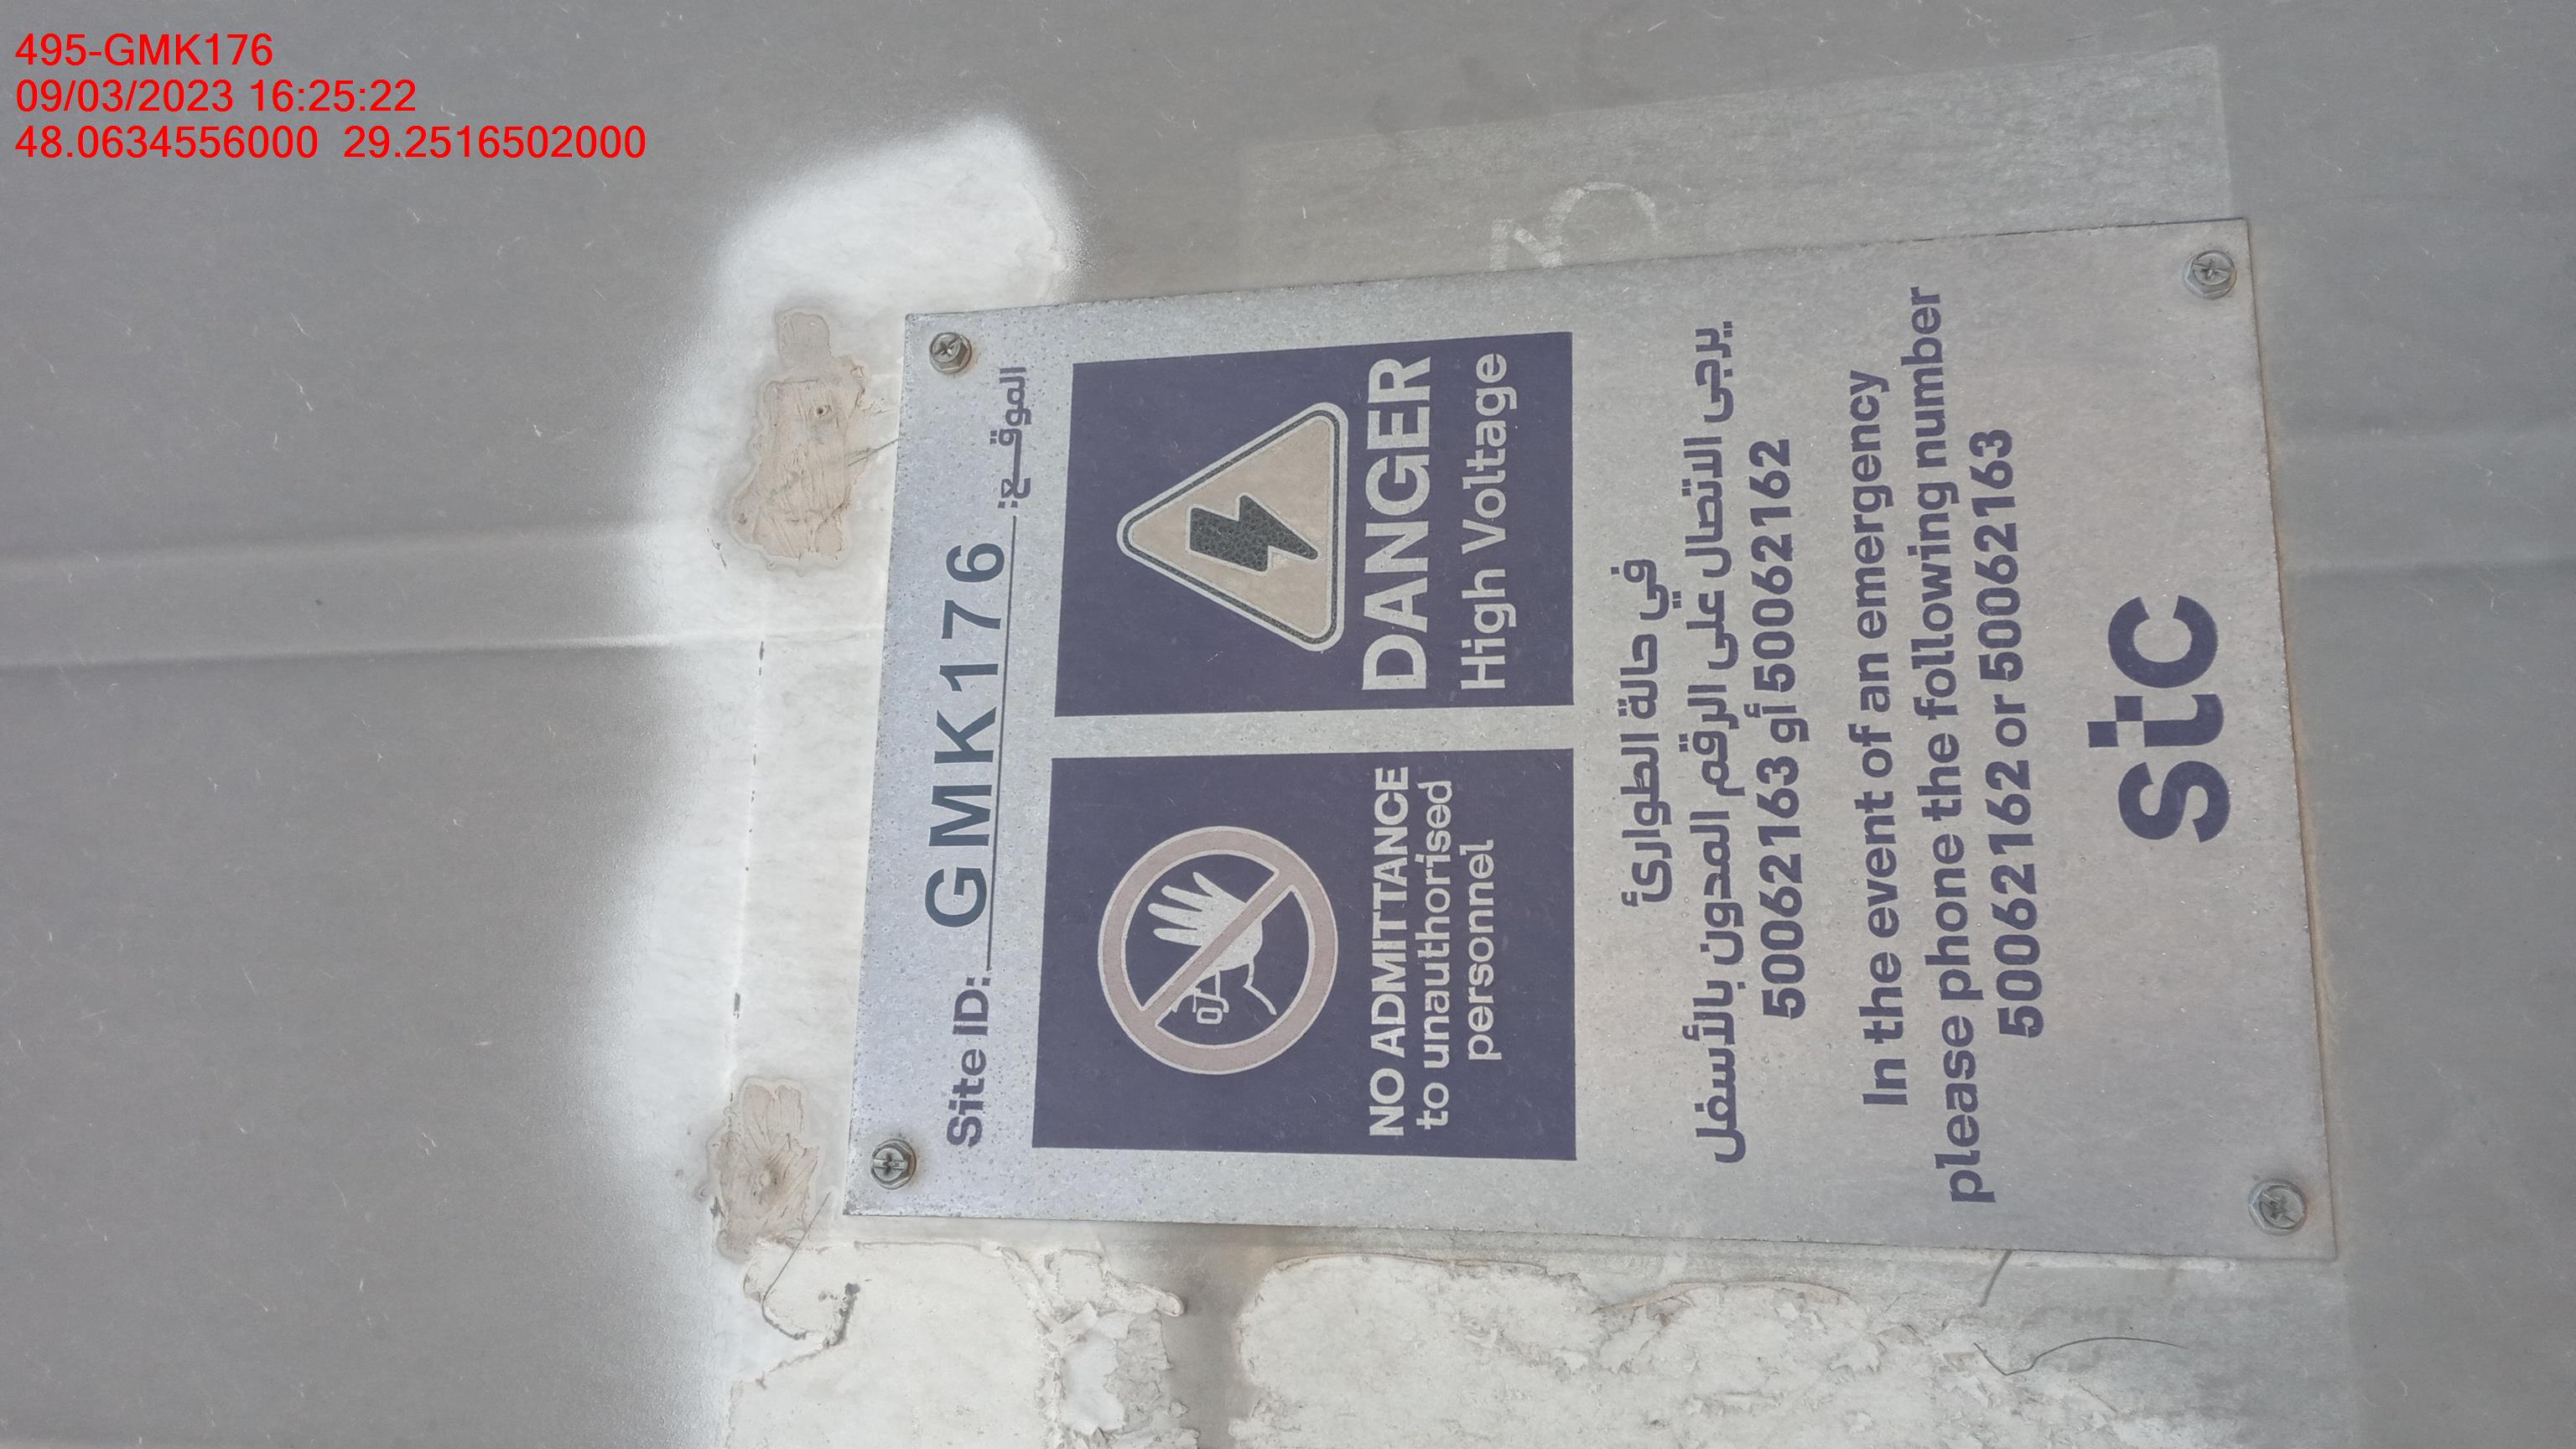 495-GMK176
09/03/2023 16:25:22
48.0634556000 29.2516502000
Site ID: GMK176 الموقـــع:
NO ADMITTANCE
to unauthorised
personnel
DANGER
High Voltage
في حالة الطوارئ
يرجى الاتصال على الرقم المدون بالأسفل
50062163 أو 50062162
In the event of an emergency
please phone the following number
50062162 or 50062163
stc